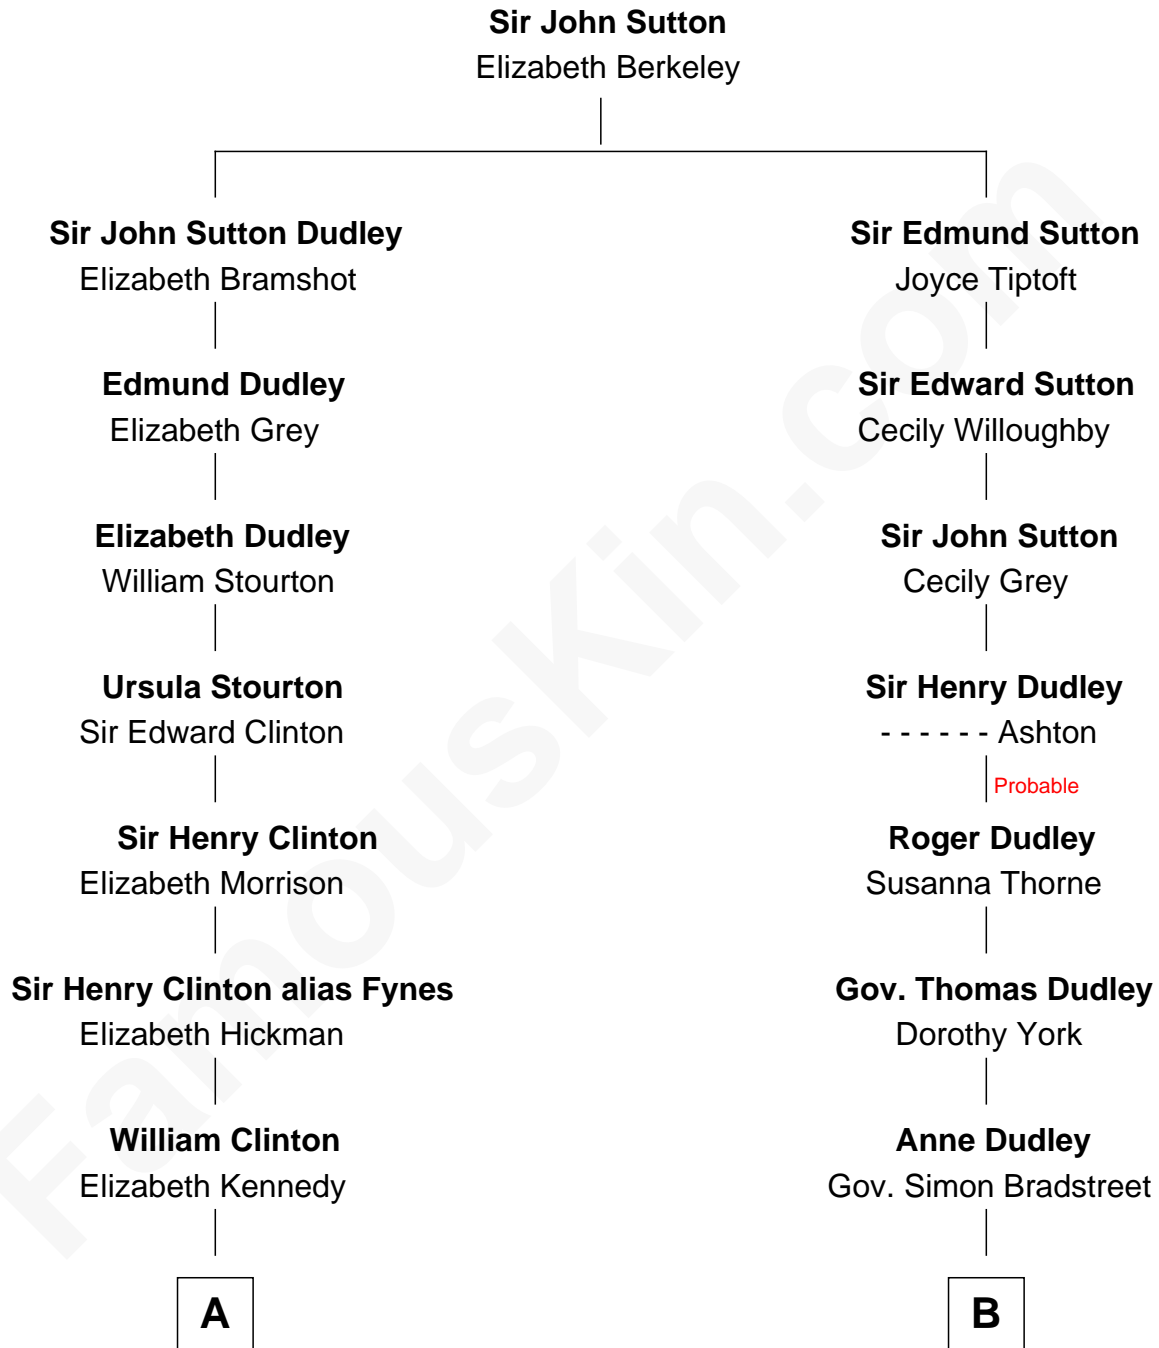 Sir John Sutton
Elizabeth Berkeley
Sir John Sutton Dudley
Elizabeth Bramshot
Sir Edmund Sutton
Joyce Tiptoft
Edmund Dudley
Elizabeth Grey
Sir Edward Sutton
Cecily Willoughby
Elizabeth Dudley
William Stourton
Sir John Sutton
Cecily Grey
Ursula Stourton
Sir Edward Clinton
Sir Henry Dudley
- - - - - - Ashton
Probable
Sir Henry Clinton
Elizabeth Morrison
Roger Dudley
Susanna Thorne
Sir Henry Clinton alias Fynes
Elizabeth Hickman
Gov. Thomas Dudley
Dorothy York
William Clinton
Elizabeth Kennedy
Anne Dudley
Gov. Simon Bradstreet
A
B
FamousKin.com